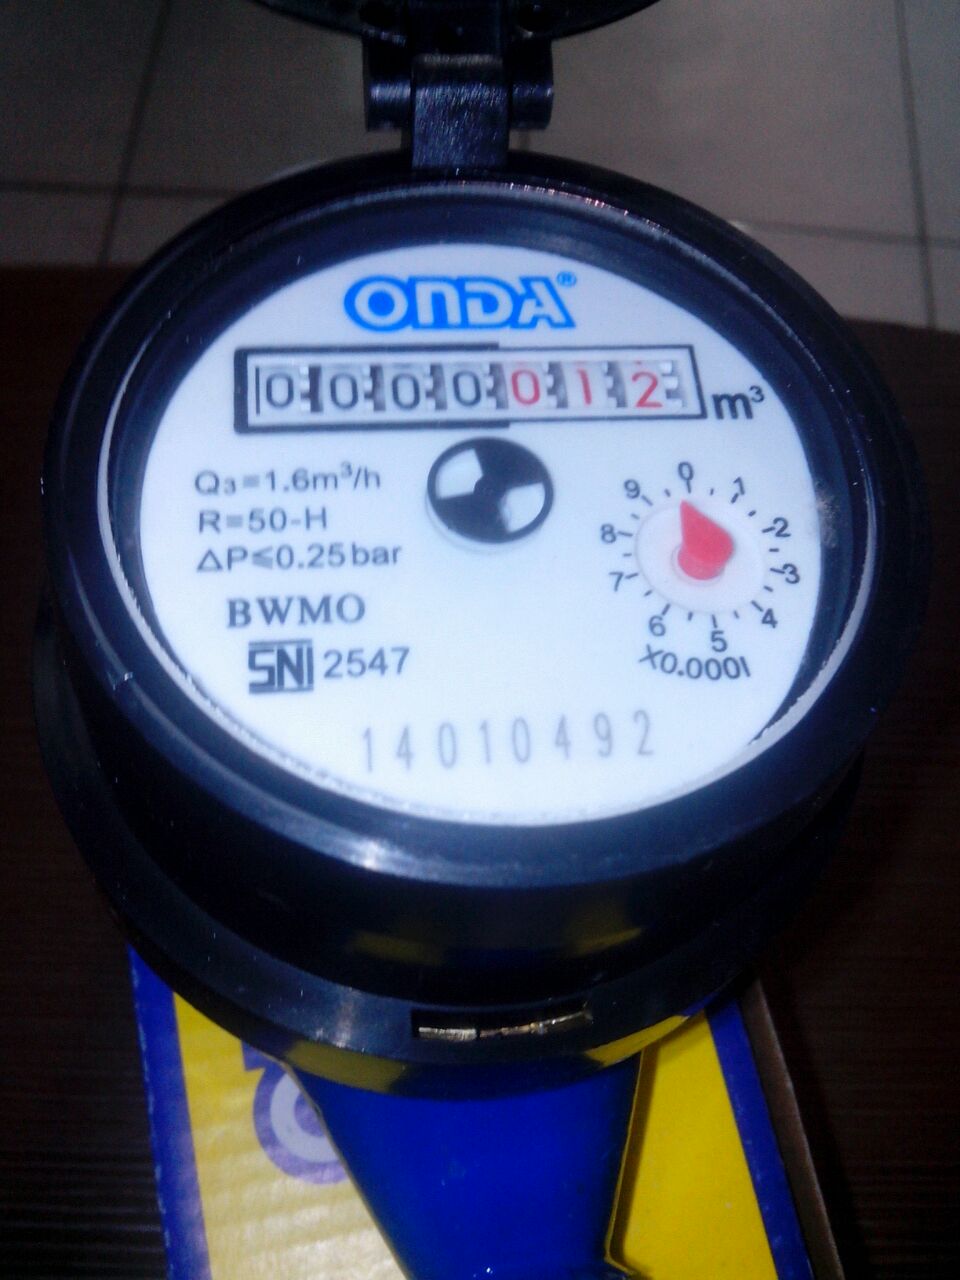 ONDA®
0000012 m³
Q3=1.6m³/h
R=50-H
ΔP≤0.25bar
BWMO
SNI 2547
0
1
2
3
4
5
6
7
8
9
X0.0001
14010492